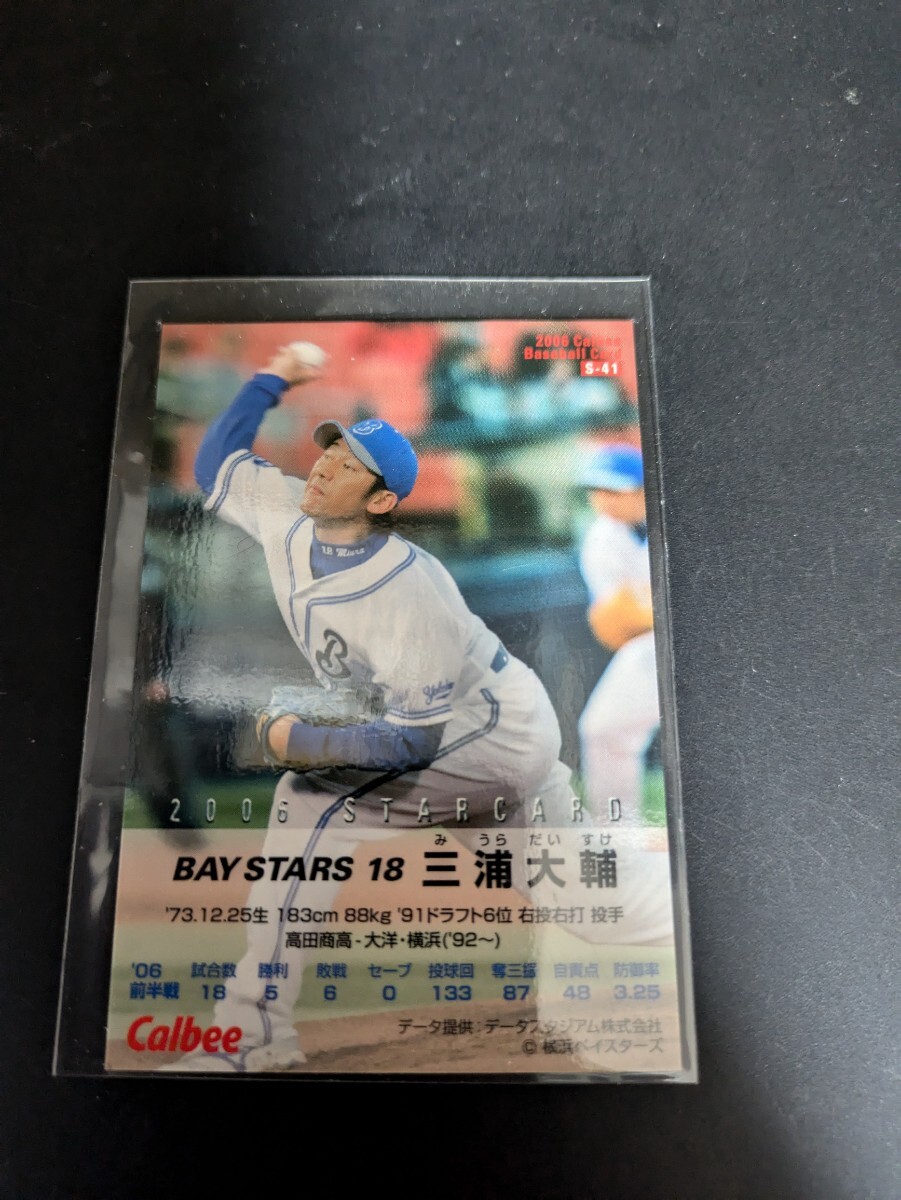 2006 Calbee
Baseball Card
S-41
B
18 Miura
B
2006 STARCARD
み うら だい すけ
BAY STARS 18 三浦大輔
'73.12.25生 183cm 88kg '91ドラフト6位 右投右打 投手
高田商高-大洋・横浜('92〜)
'06 試合数 勝利 敗戦 セーブ 投球回 奪三振 自責点 防御率
前半戦 18 5 6 0 133 87 48 3.25
Calbee
データ提供:データスタジアム株式会社
© 横浜ベイスターズ